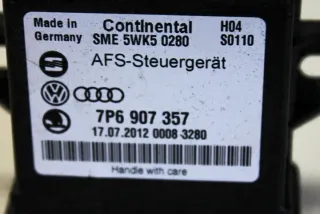 Made in Continental H04
Germany SME 5WK5 0280 S0110
AFS-Steuergerät
7P6 907 357
17.07.2012 0008 3280
Handle with care